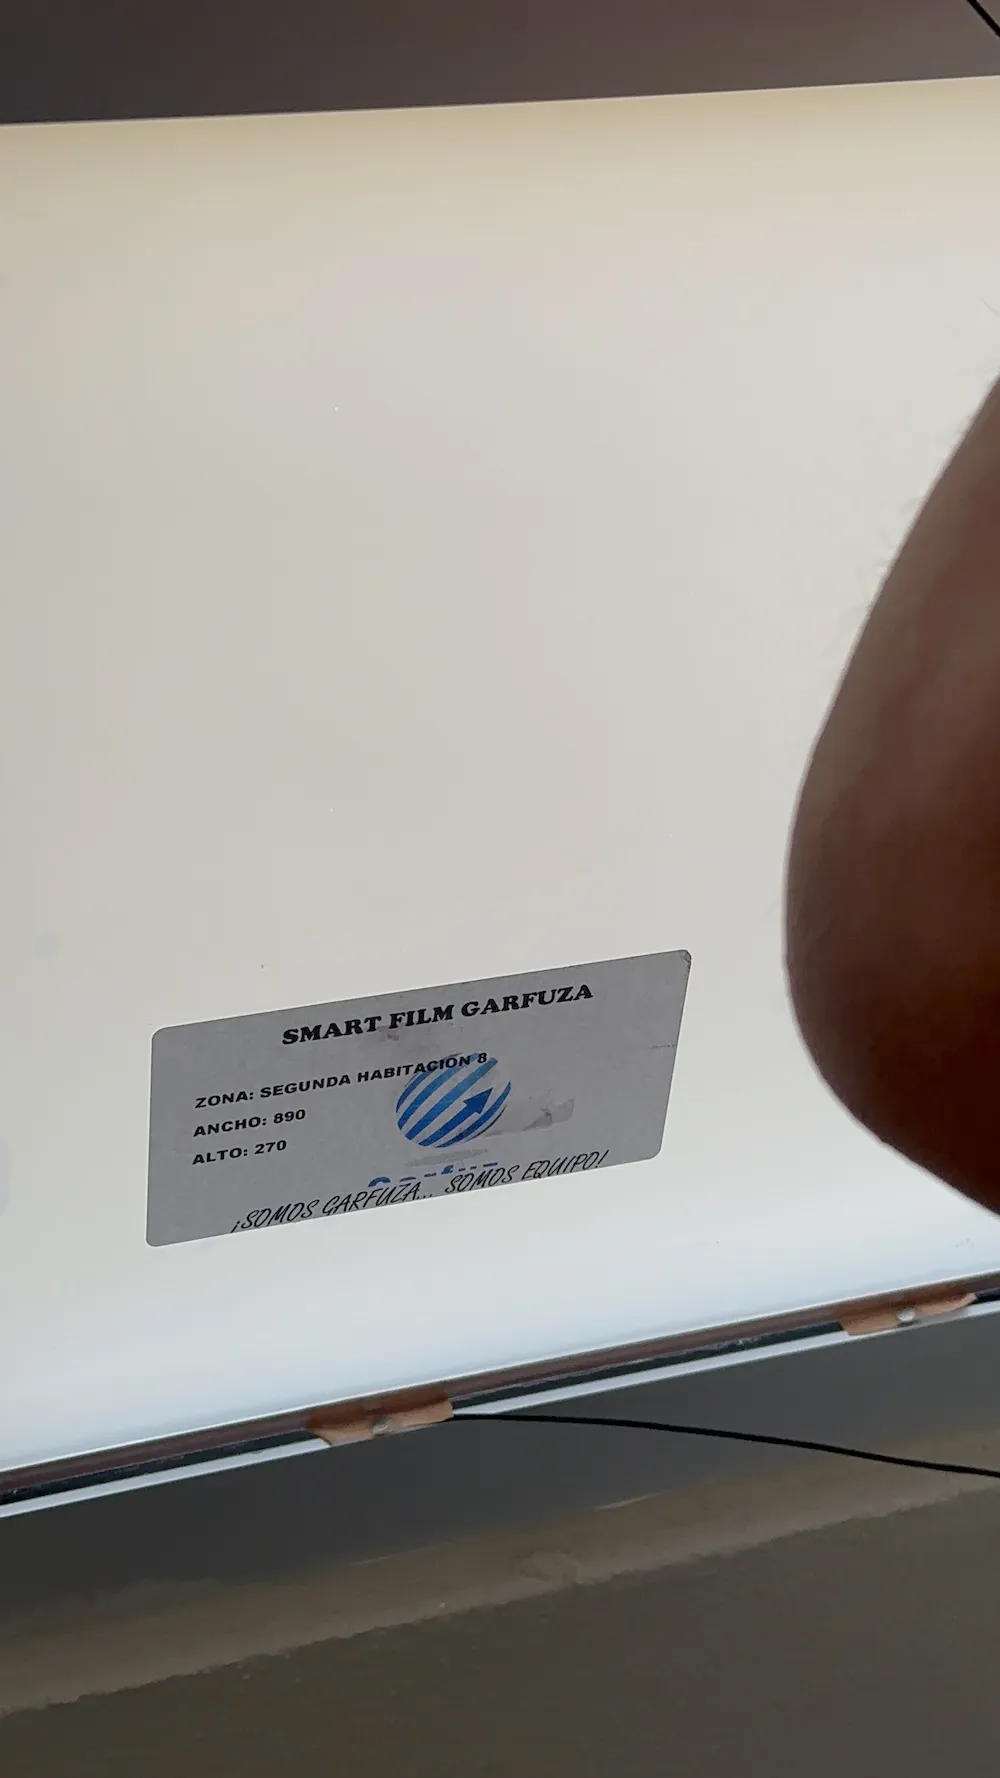 SMART FILM GARFUZA
ZONA: SEGUNDA HABITACION 8
ANCHO: 890
ALTO: 270
¡SOMOS GARFUZA... SOMOS EQUIPO!